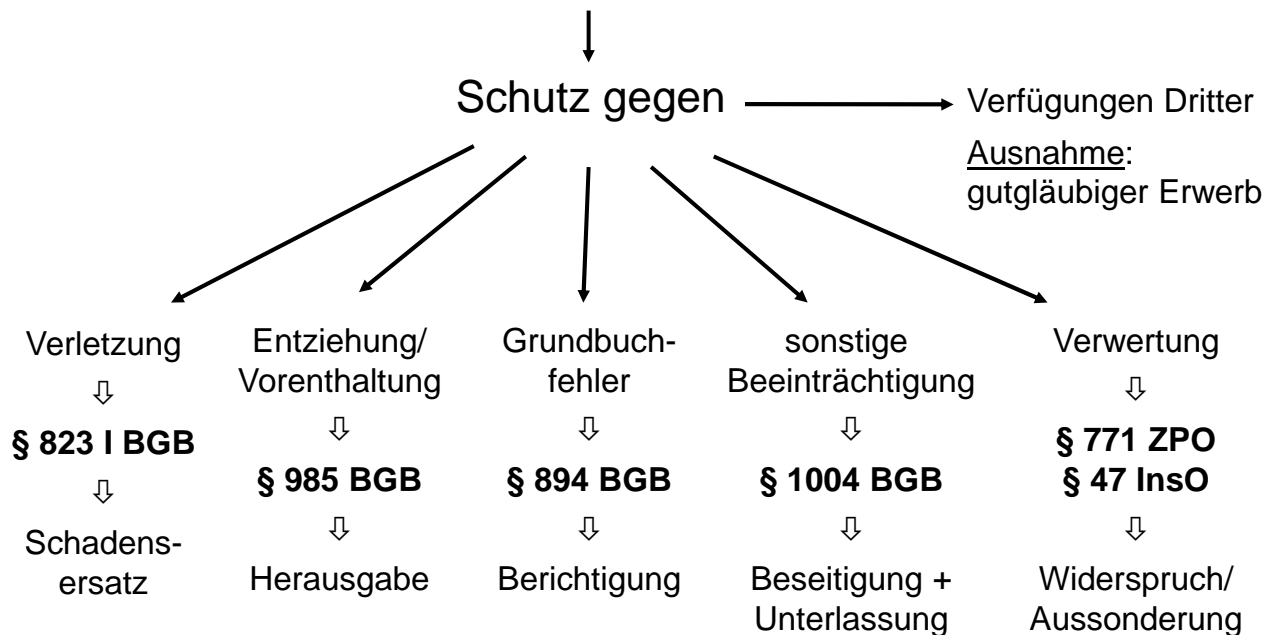 Schutz gegen
Verfügungen Dritter
Ausnahme:
gutgläubiger Erwerb
Verletzung
⇩
§ 823 I BGB
⇩
Schadens-
ersatz
Entziehung/
Vorenthaltung
⇩
§ 985 BGB
⇩
Herausgabe
Grundbuch-
fehler
⇩
§ 894 BGB
⇩
Berichtigung
sonstige
Beeinträchtigung
⇩
§ 1004 BGB
⇩
Beseitigung +
Unterlassung
Verwertung
⇩
§ 771 ZPO
§ 47 InsO
⇩
Widerspruch/
Aussonderung